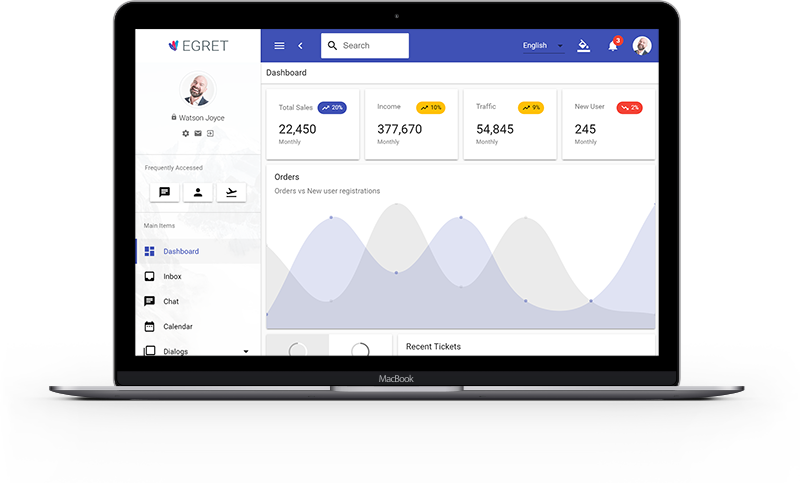 EGRET
Search
English
3
Watson Joyce
Frequently Accessed
Main Items
Dashboard
Inbox
Chat
Calendar
Dialogs
Dashboard
Total Sales 20%
22,450
Monthly
Income 10%
377,670
Monthly
Traffic 9%
54,845
Monthly
New User 2%
245
Monthly
Orders
Orders vs New user registrations
Recent Tickets
MacBook